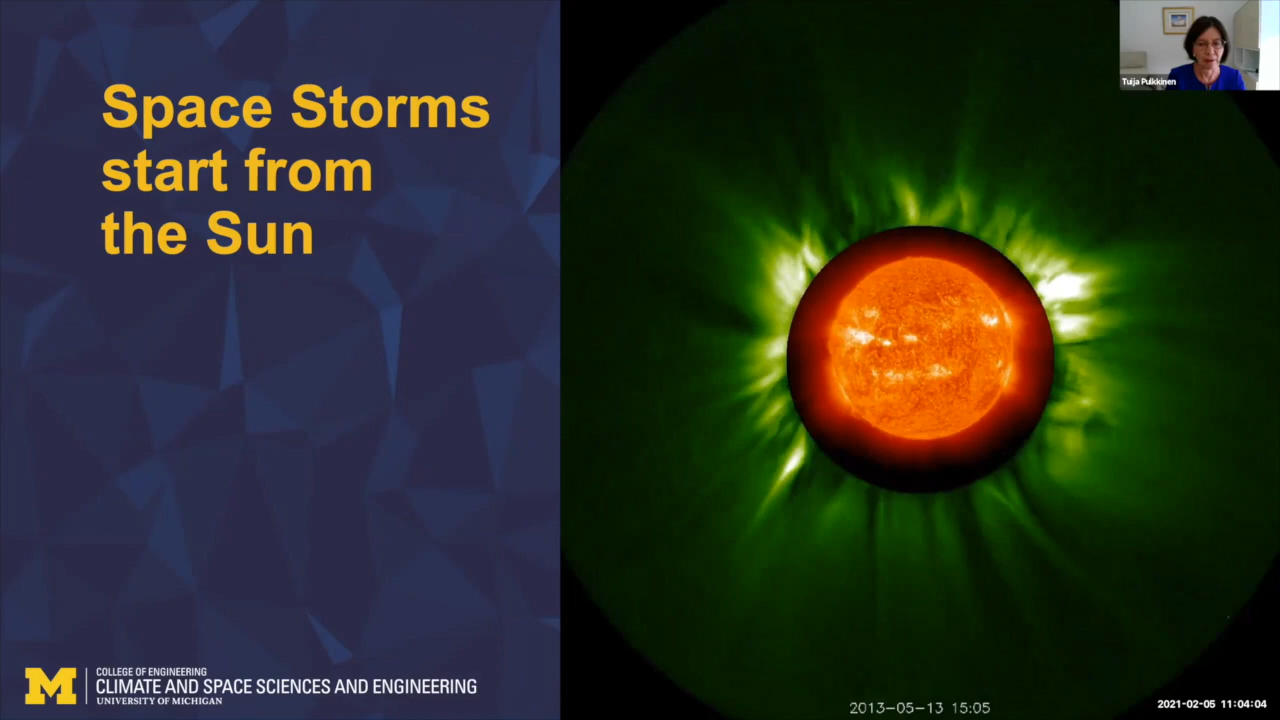 Space Storms
start from
the Sun
Tuija Pulkkinen
M
COLLEGE OF ENGINEERING
CLIMATE AND SPACE SCIENCES AND ENGINEERING
UNIVERSITY OF MICHIGAN
2013-05-13 15:05
2021-02-05 11:04:04